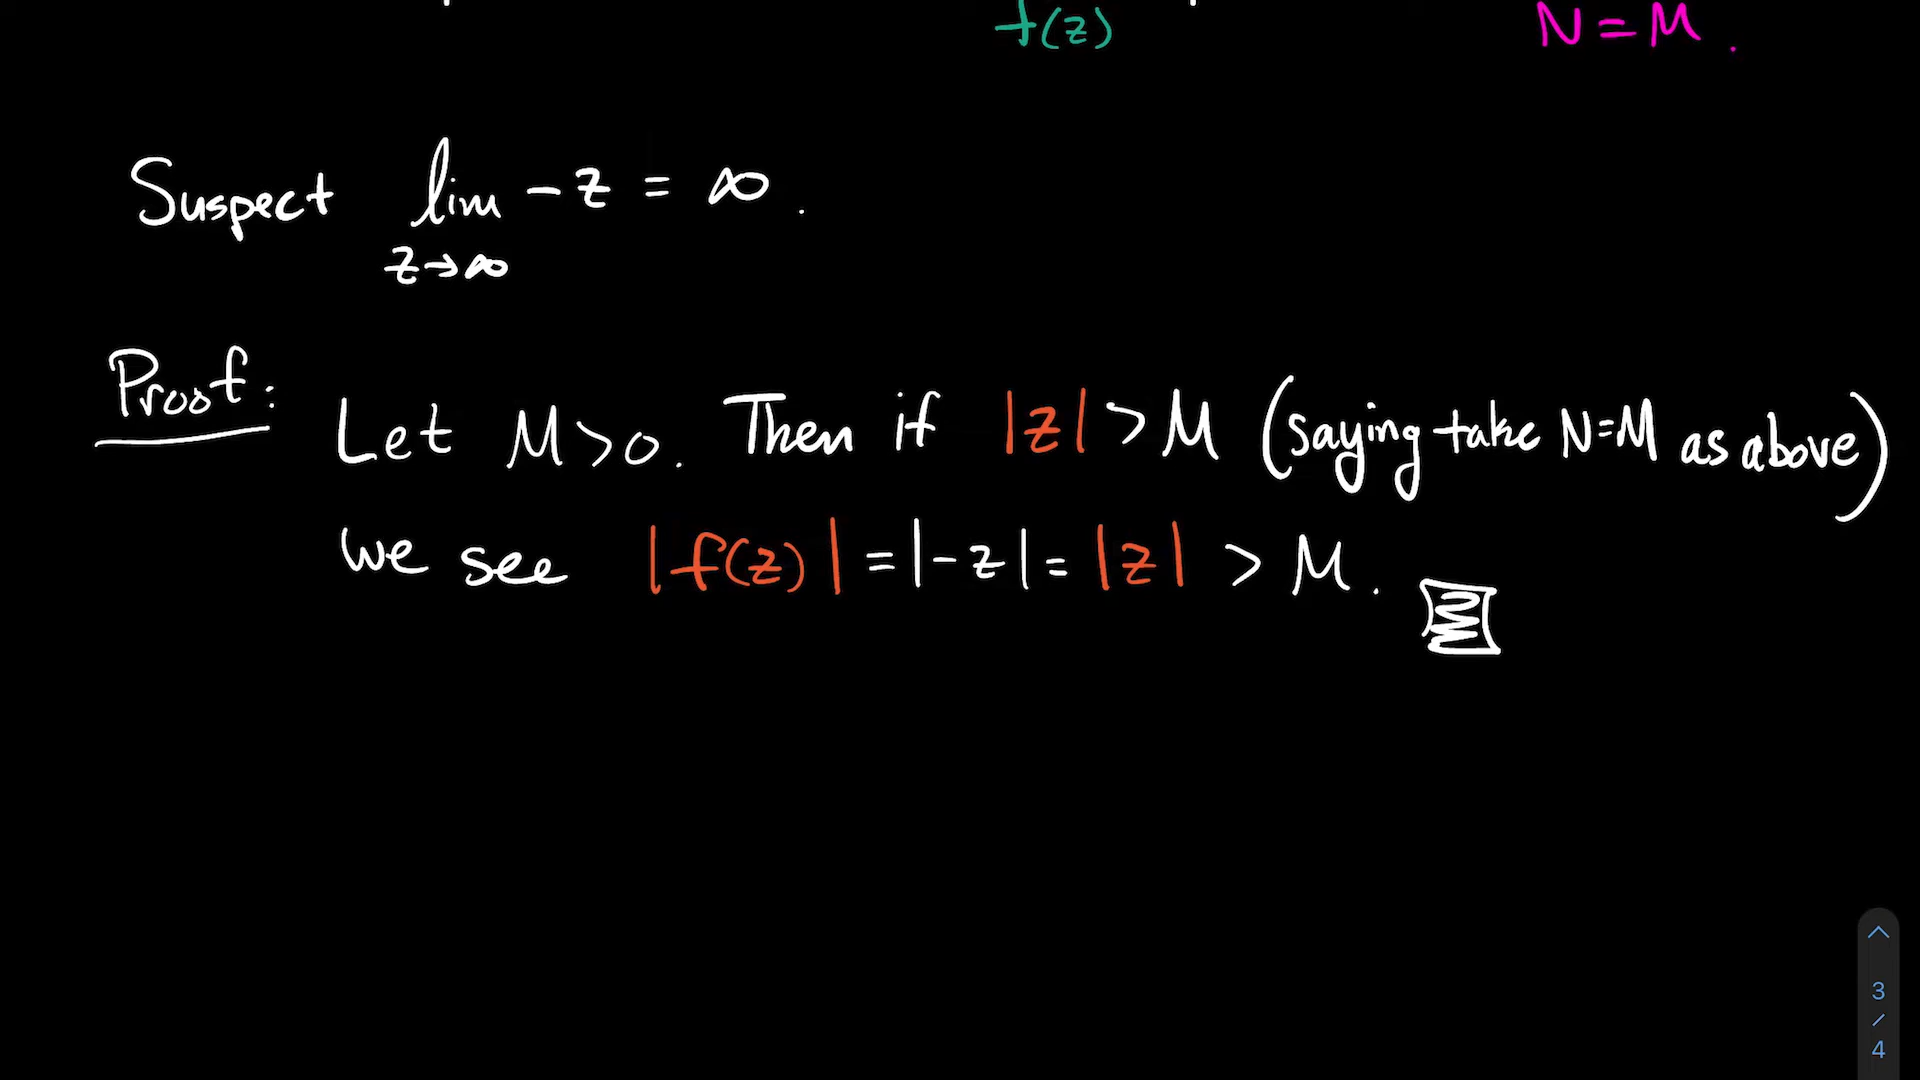 f(z) N=M.
Suspect lim -z = ∞.
z→∞
Proof:
Let M>0. Then if |z| > M (saying take N=M as above)
we see |f(z)| = |-z| = |z| > M.
3
/
4